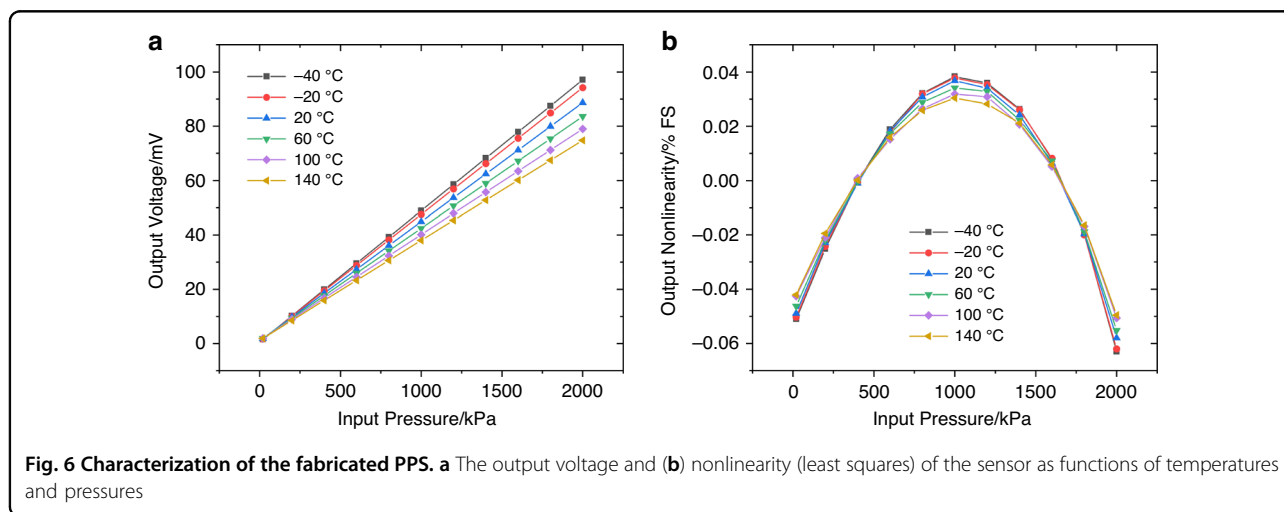 a
100
80
60
40
20
0
Output Voltage/mV
–40 °C
–20 °C
20 °C
60 °C
100 °C
140 °C
0
500
1000
1500
2000
Input Pressure/kPa
b
0.04
0.02
0.00
–0.02
–0.04
–0.06
Output Nonlinearity/% FS
–40 °C
–20 °C
20 °C
60 °C
100 °C
140 °C
0
500
1000
1500
2000
Input Pressure/kPa
Fig. 6 Characterization of the fabricated PPS. a The output voltage and (b) nonlinearity (least squares) of the sensor as functions of temperatures
and pressures